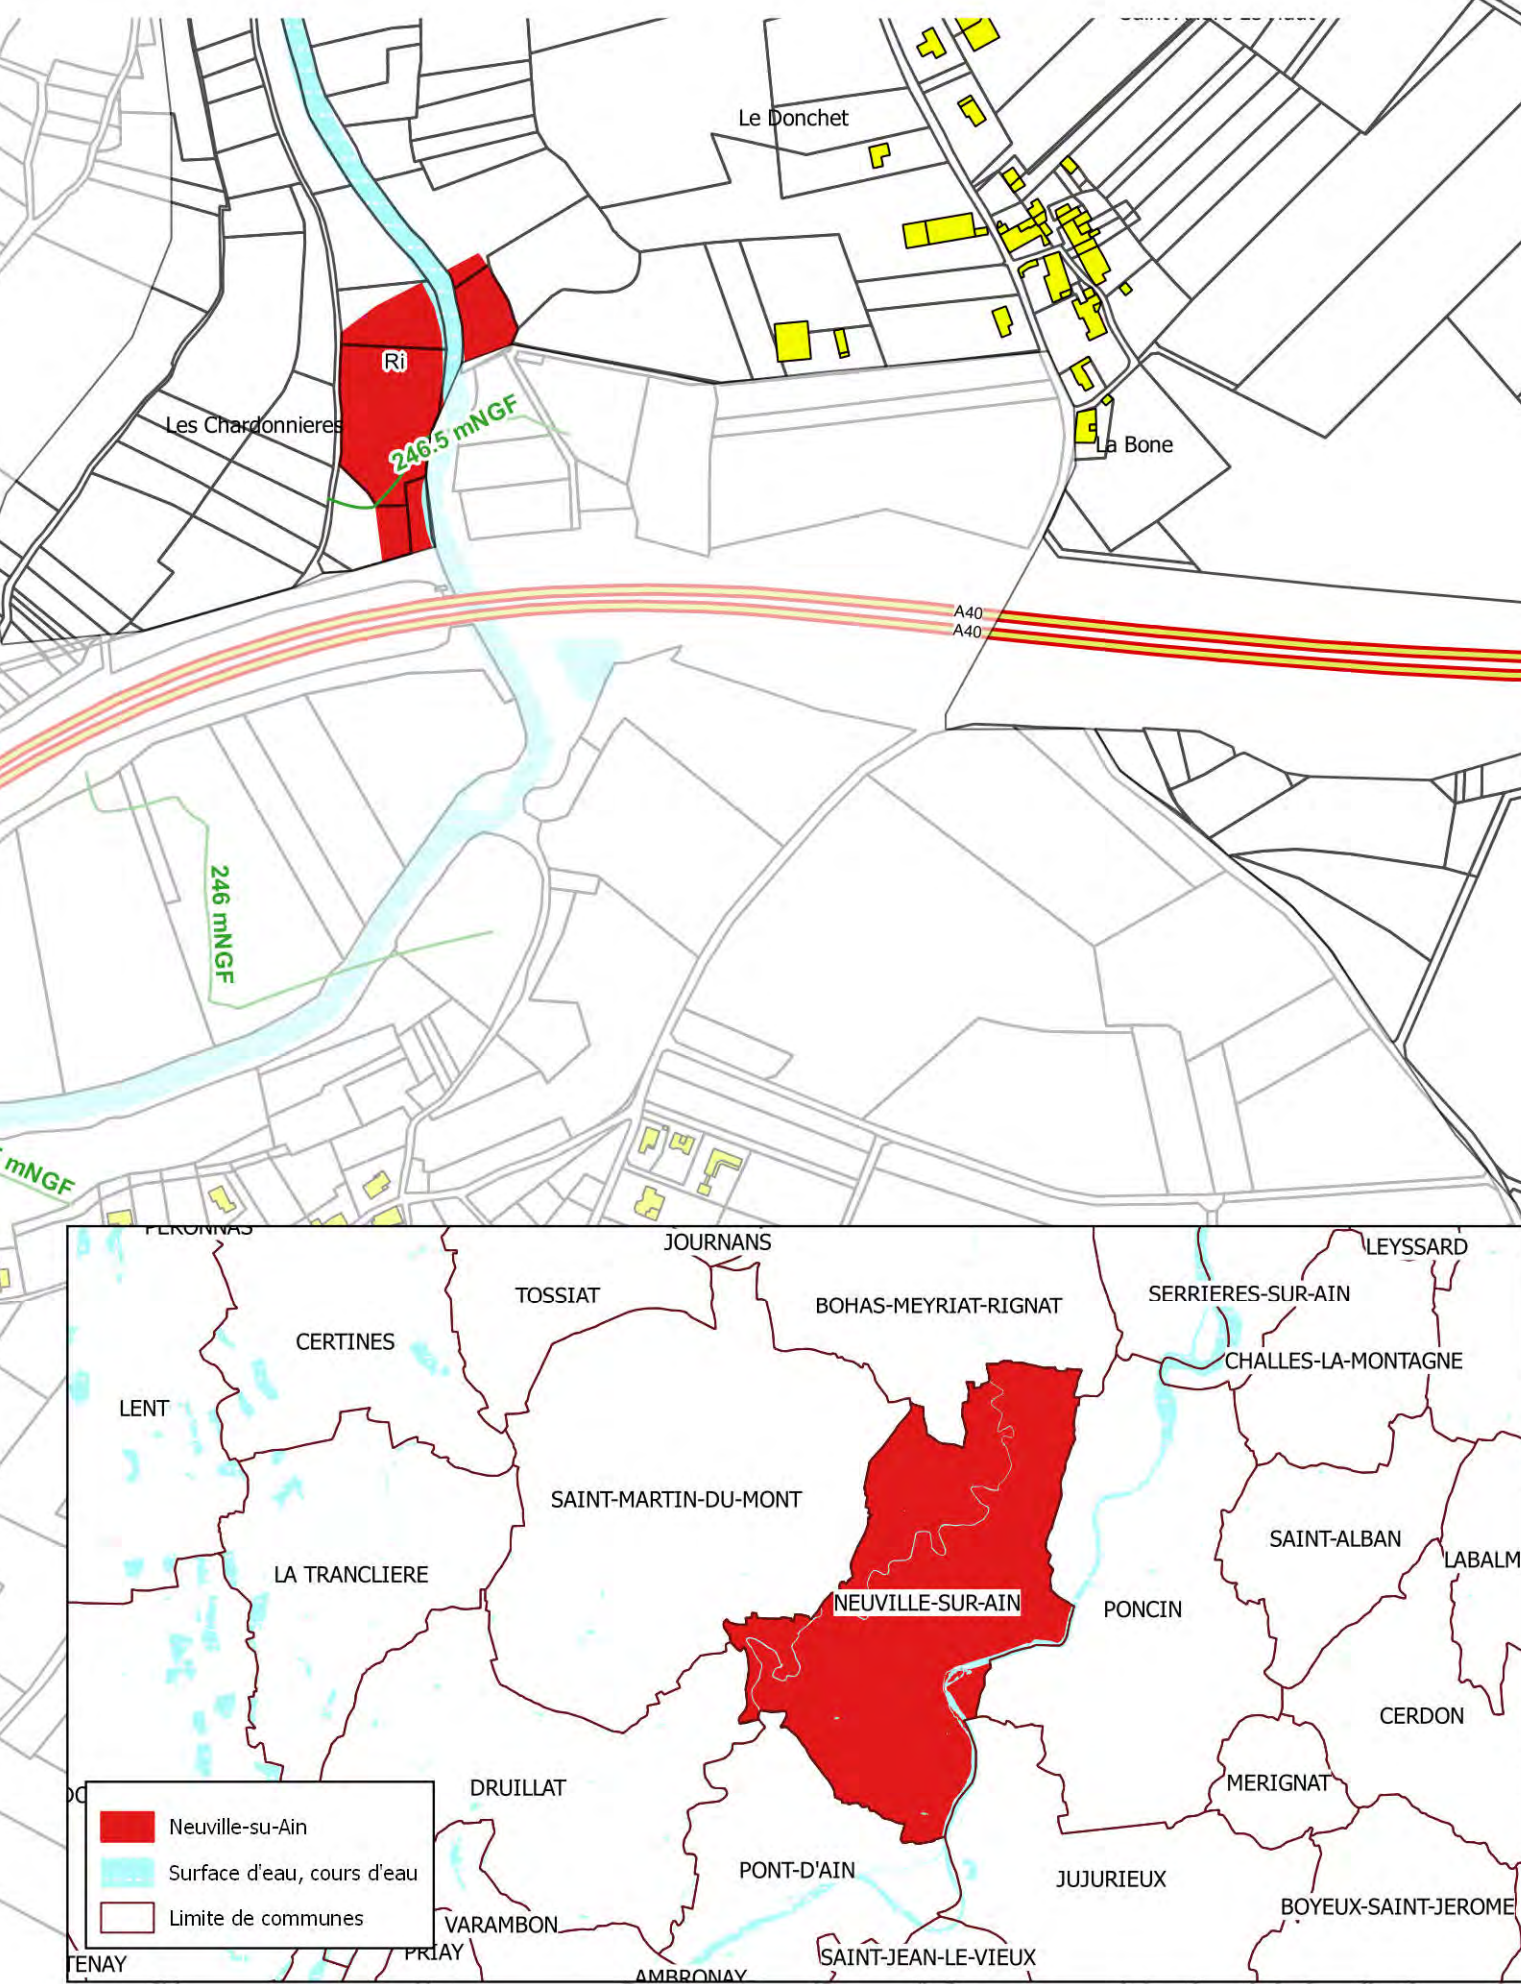 Le Donchet
Ri
Les Chardonnieres
246.5 mNGF
La Bone
A40
A40
246 mNGF
mNGF
PERONNAS
JOURNANS
LEYSSARD
TOSSIAT
SERRIERES-SUR-AIN
BOHAS-MEYRIAT-RIGNAT
CERTINES
CHALLES-LA-MONTAGNE
LENT
SAINT-MARTIN-DU-MONT
SAINT-ALBAN
LABALM
LA TRANCLIERE
NEUVILLE-SUR-AIN
PONCIN
CERDON
MERIGNAT
DRUILLAT
PONT-D'AIN
JUJURIEUX
BOYEUX-SAINT-JEROME
VARAMBON
PRIAY
SAINT-JEAN-LE-VIEUX
TENAY
AMBRONAY
Neuville-su-Ain
Surface d'eau, cours d'eau
Limite de communes